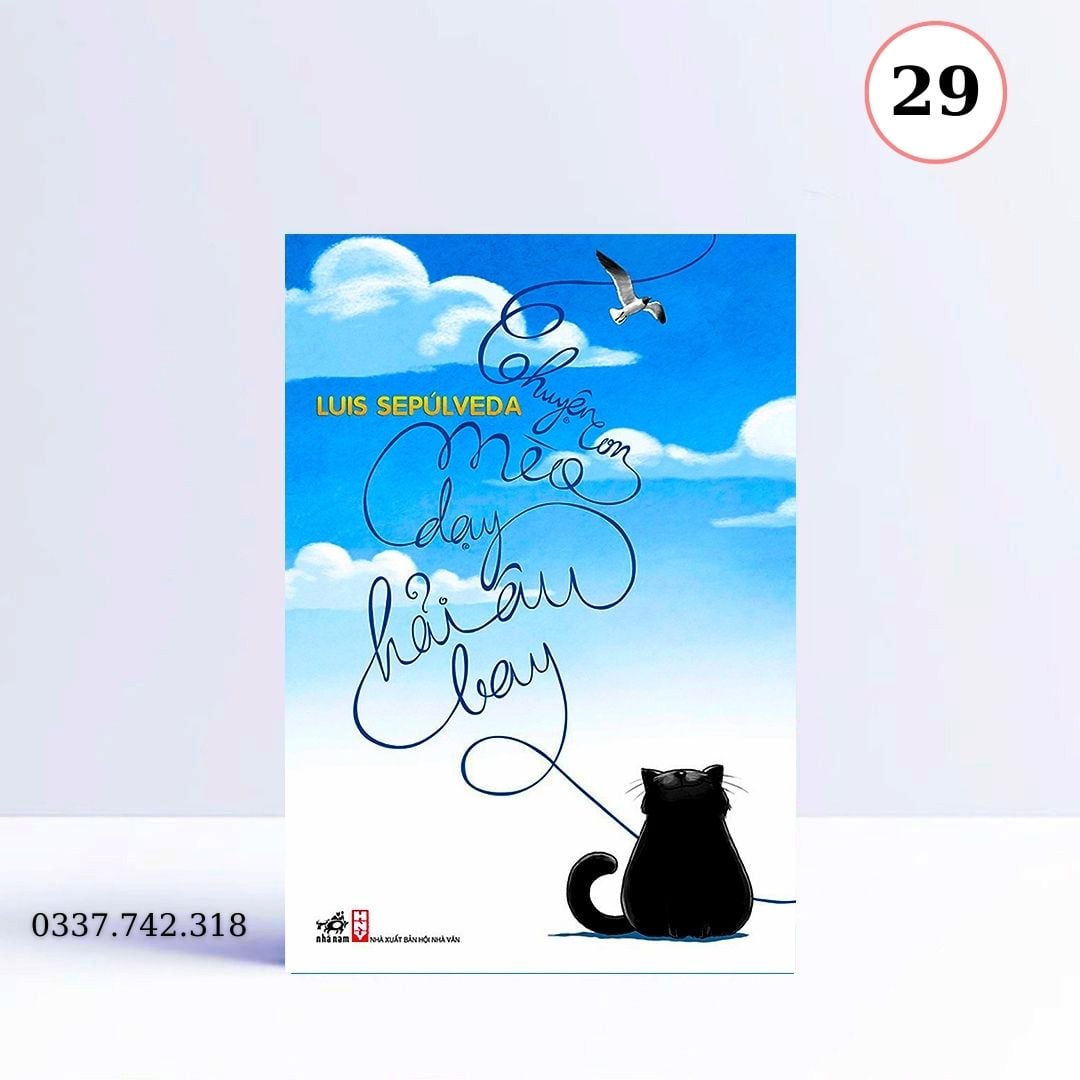 29
LUIS SEPÚLVEDA
Chuyện con
mèo
dạy
hải âu
bay
0337.742.318
nhã nam
HNV
NHÀ XUẤT BẢN HỘI NHÀ VĂN